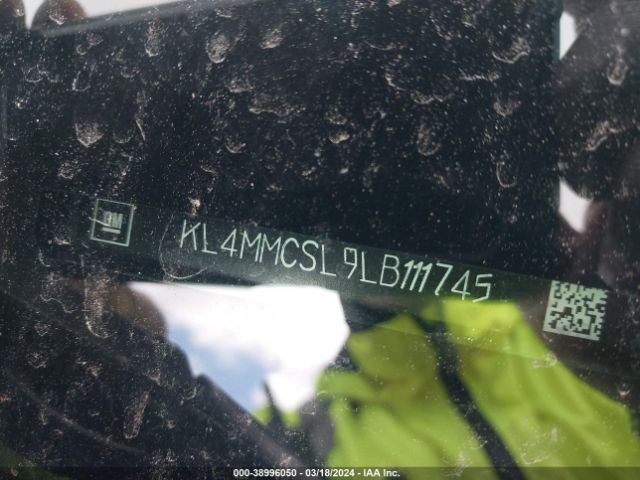 GM KL4MMCSL9LB111745
000-38996050 - 03/18/2024 - IAA Inc.